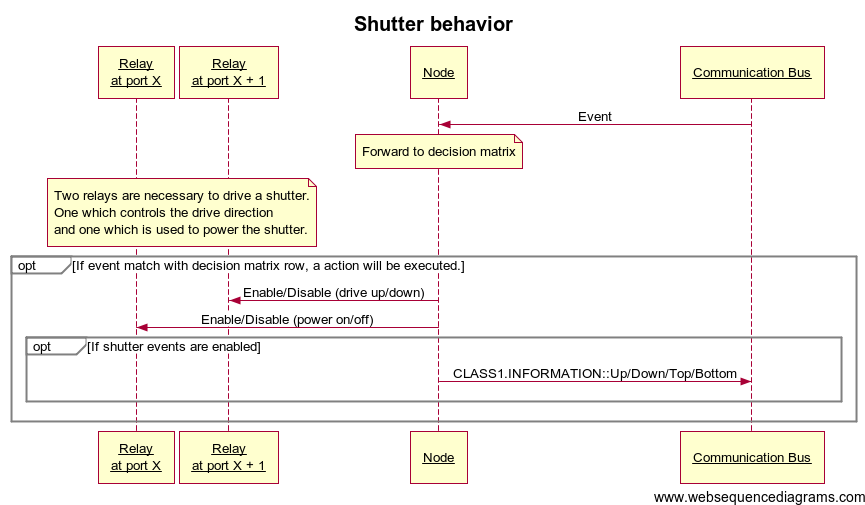 Shutter behavior
Relay
at port X
Relay
at port X + 1
Node
Communication Bus
Event
Forward to decision matrix
Two relays are necessary to drive a shutter.
One which controls the drive direction
and one which is used to power the shutter.
opt
[If event match with decision matrix row, a action will be executed.]
Enable/Disable (drive up/down)
Enable/Disable (power on/off)
opt
[If shutter events are enabled]
CLASS1.INFORMATION::Up/Down/Top/Bottom
Relay
at port X
Relay
at port X + 1
Node
Communication Bus
www.websequencediagrams.com